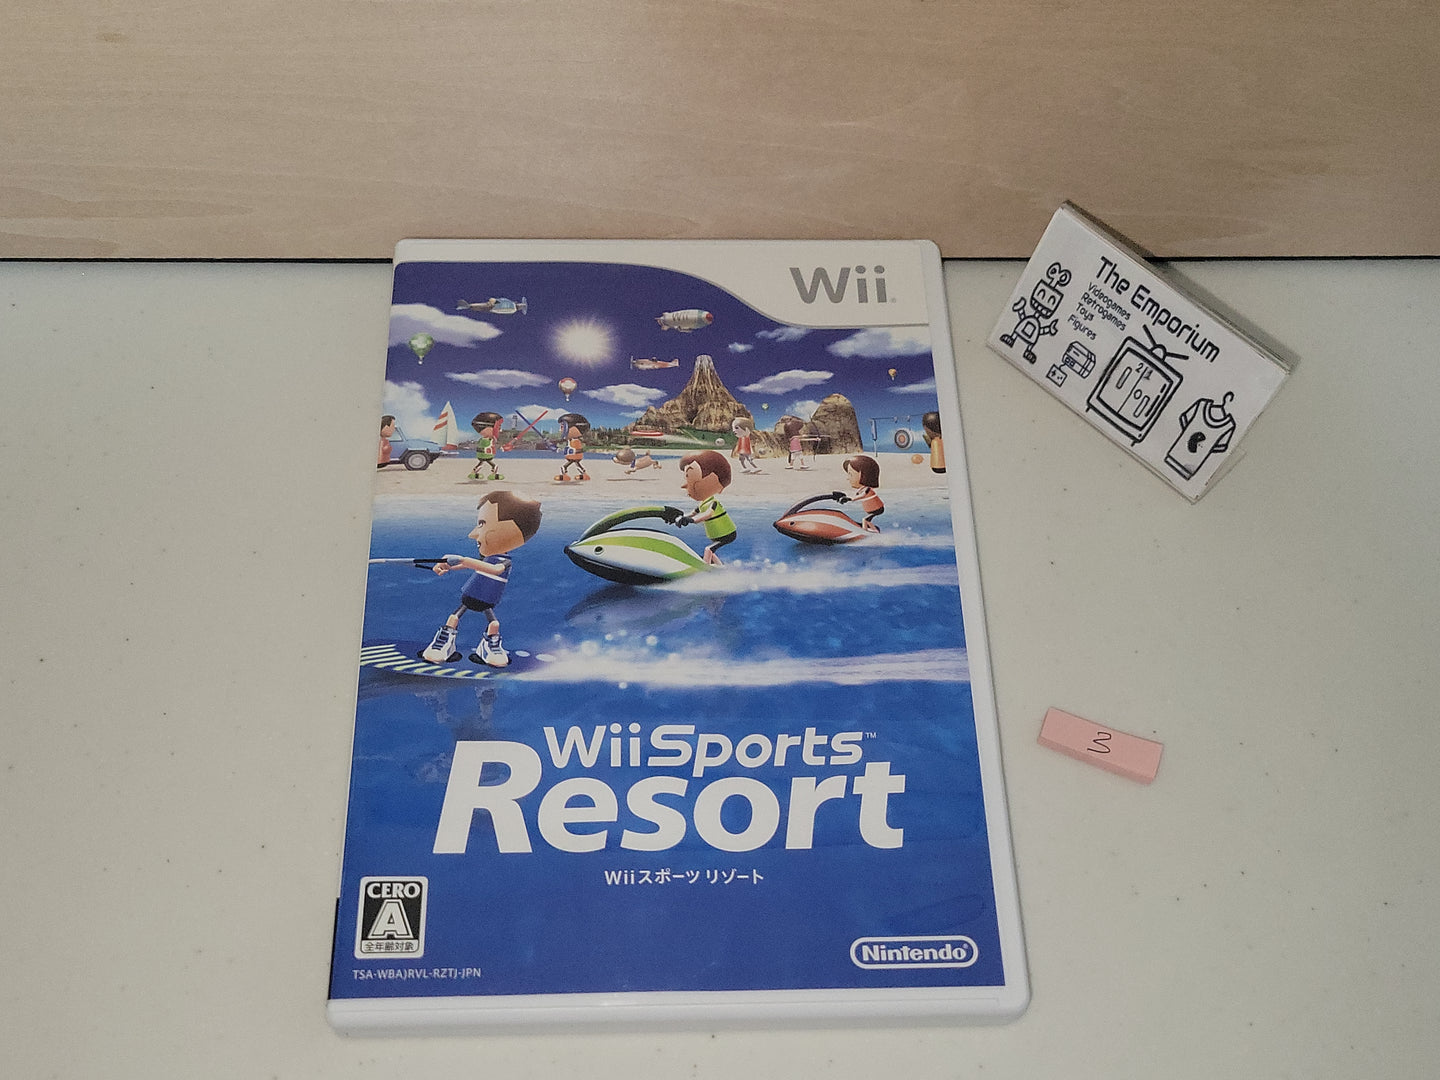 Wii
The Emporium
Videogames
Retrogames
Toys
Figures
21
3
WiiSports™
Resort
Wiiスポーツ リゾート
CERO
A
全年齢対象
TSA-WBA)RVL-RZTJ-JPN
Nintendo®